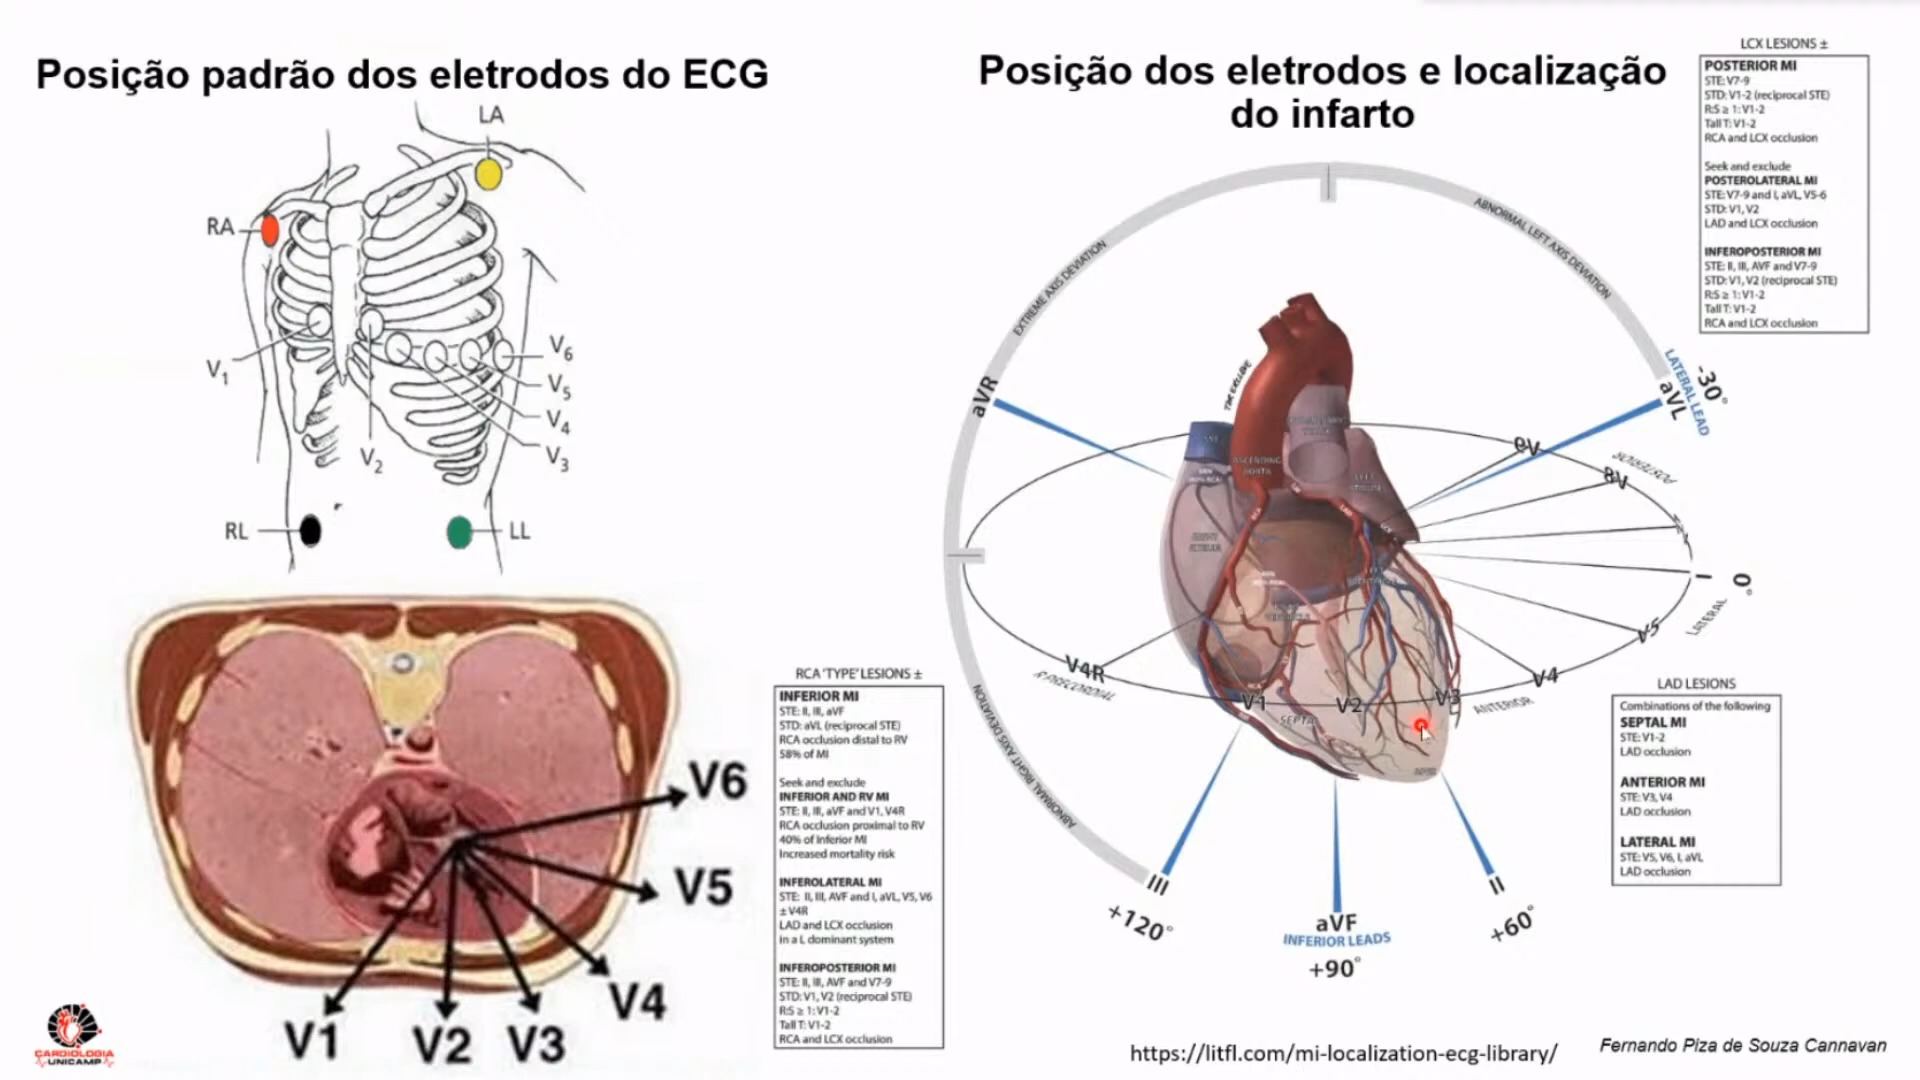 Posição padrão dos eletrodos do ECG
LA
RA
V1
V2
V6
V5
V4
V3
RL
LL
V6
V5
V4
V3
V2
V1
CARDIOLOGIA
UNICAMP
RCA 'TYPE' LESIONS ±
INFERIOR MI
STE: II, III, aVF
STD: aVL (reciprocal STE)
RCA occlusion distal to RV
58% of MI
Seek and exclude
INFERIOR AND RV MI
STE: II, III, aVF and V1, V4R
RCA occlusion proximal to RV
40% of Inferior MI
Increased mortality risk
INFEROLATERAL MI
STE: II, III, AVF and I, aVL, V5, V6
± V4R
LAD and LCX occlusion
in a L dominant system
INFEROPOSTERIOR MI
STE: II, III, AVF and V7-9
STD: V1, V2 (reciprocal STE)
R:S ≥ 1: V1-2
Tall T: V1-2
RCA and LCX occlusion
Posição dos eletrodos e localização
do infarto
LCX LESIONS ±
POSTERIOR MI
STE: V7-9
STD: V1-2 (reciprocal STE)
R:S ≥ 1: V1-2
Tall T: V1-2
RCA and LCX occlusion
Seek and exclude
POSTEROLATERAL MI
STE: V7-9 and I, aVL, V5-6
STD: V1, V2
LAD and LCX occlusion
INFEROPOSTERIOR MI
STE: II, III, AVF and V7-9
STD: V1, V2 (reciprocal STE)
R:S ≥ 1: V1-2
Tall T: V1-2
RCA and LCX occlusion
EXTREME AXIS DEVIATION
ABNORMAL LEFT AXIS DEVIATION
ABNORMAL RIGHT AXIS DEVIATION
aVR
aVL
LATERAL LEAD
-30°
V9
V8
POSTERIOR
ASCENDING
AORTA
I
0°
LATERAL
V5
V4
ANTERIOR
V3
V2
V1
SEPTAL
V4R
R PRECORDIAL
III
+120°
aVF
INFERIOR LEADS
+90°
II
+60°
LAD LESIONS
Combinations of the following
SEPTAL MI
STE: V1-2
LAD occlusion
ANTERIOR MI
STE: V3, V4
LAD occlusion
LATERAL MI
STE: V5, V6, I, aVL
LAD occlusion
https://litfl.com/mi-localization-ecg-library/
Fernando Piza de Souza Cannavan